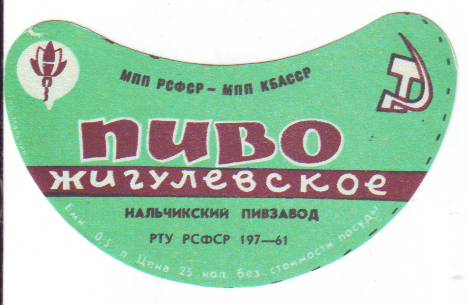 МПП РСФСР – МПП КБАССР
ПИВО
ЖИГУЛЕВСКОЕ
НАЛЬЧИКСКИЙ ПИВЗАВОД
РТУ РСФСР 197—61
Емк. 0,5 л Цена 25 коп. без стоимости посуды